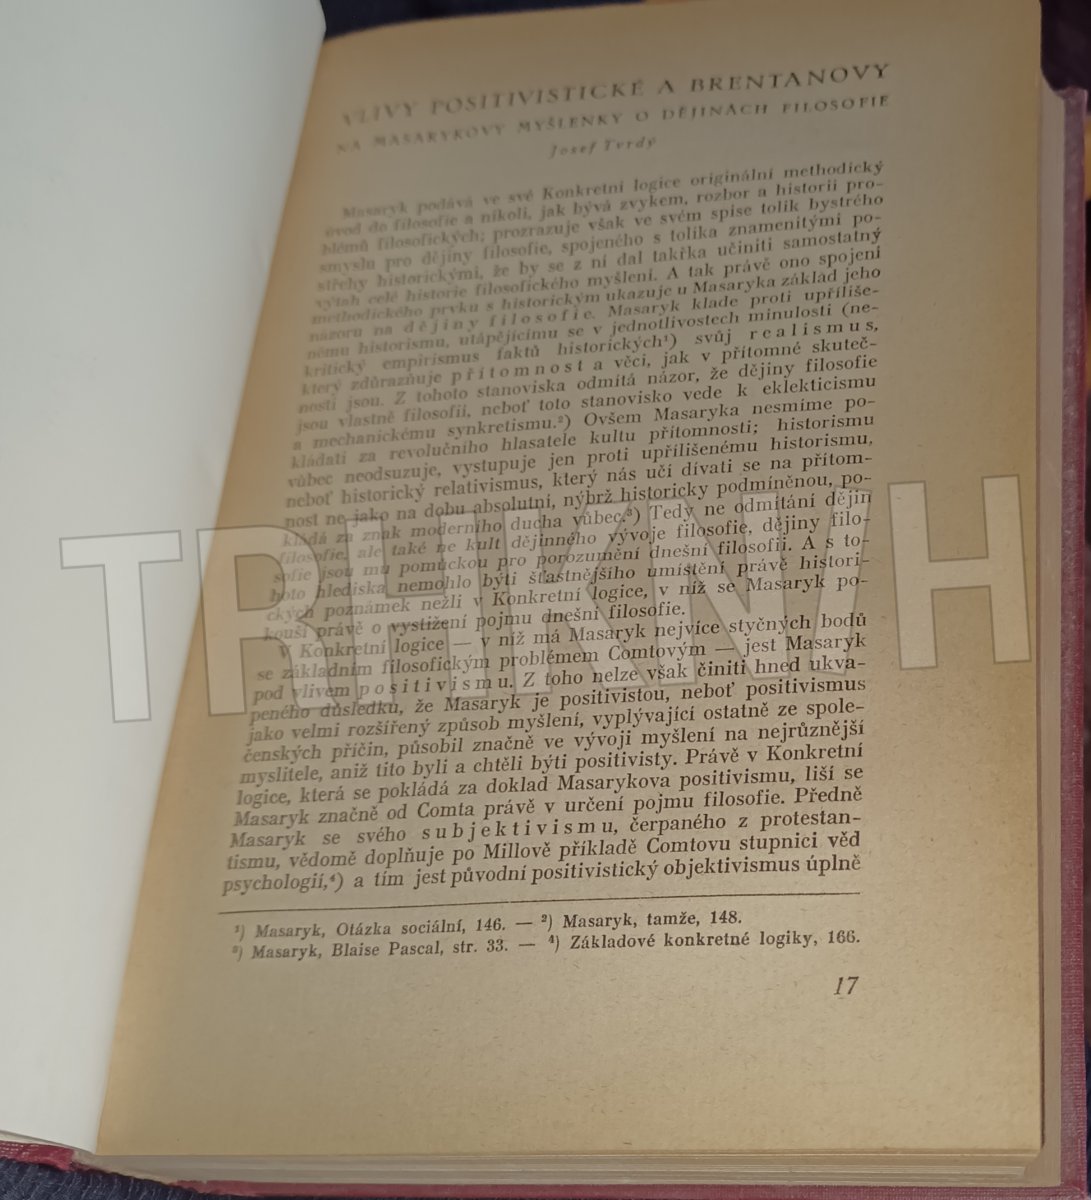 VLIVY POSITIVISTICKÉ A BRENTANOVY
NA MASARYKOVY MYŠLENKY O DĚJINÁCH FILOSOFIE
Josef Tvrdý
Masaryk podává ve své Konkretní logice originální methodický
úvod do filosofie a nikoli, jak bývá zvykem, rozbor a historii pro-
blémů filosofických; prozrazuje však ve svém spise tolik bystrého
smyslu pro dějiny filosofie, spojeného s tolika znamenitými po-
střehy historickými, že by se z ní dal takřka učiniti samostatný
výtah celé historie filosofického myšlení. A tak právě ono spojení
methodického prvku s historickým ukazuje u Masaryka základ jeho
názoru na dějiny filosofie. Masaryk klade proti upříliše-
nému historismu, utápějícímu se v jednotlivostech minulosti (ne-
kritický empirismus faktů historických¹) svůj realismus,
který zdůrazňuje přítomnost a věci, jak v přítomné skuteč-
nosti jsou. Z tohoto stanoviska odmítá názor, že dějiny filosofie
jsou vlastně filosofií, neboť toto stanovisko vede k eklekticismu
a mechanickému synkretismu.²) Ovšem Masaryka nesmíme po-
kládati za revolučního hlasatele kultu přítomnosti; historismu
vůbec neodsuzuje, vystupuje jen proti upřílišenému historismu,
neboť historický relativismus, který nás učí dívati se na přítom-
nost ne jako na dobu absolutní, nýbrž historicky podmíněnou, po-
kládá za znak moderního ducha vůbec.³) Tedy ne odmítání dějin
filosofie, ale také ne kult dějinného vývoje filosofie, dějiny filo-
sofie jsou mu pomůckou pro porozumění dnešní filosofii. A s to-
hoto hlediska nemohlo býti šťastnějšího umístění právě histori-
ckých poznámek nežli v Konkretní logice, v níž se Masaryk po-
kouší právě o vystižení pojmu dnešní filosofie.
V Konkretní logice — v níž má Masaryk nejvíce styčných bodů
se základním filosofickým problémem Comtovým — jest Masaryk
pod vlivem positivismu. Z toho nelze však činiti hned ukva-
peného důsledku, že Masaryk je positivistou, neboť positivismus
jako velmi rozšířený způsob myšlení, vyplývající ostatně ze spole-
čenských příčin, působil značně ve vývoji myšlení na nejrůznější
myslitele, aniž tito byli a chtěli býti positivisty. Právě v Konkretní
logice, která se pokládá za doklad Masarykova positivismu, liší se
Masaryk značně od Comta právě v určení pojmu filosofie. Předně
Masaryk se svého subjektivismu, čerpaného z protestan-
tismu, vědomě doplňuje po Millově příkladě Comtovu stupnici věd
psychologií,⁴) a tím jest původní positivistický objektivismus úplně
¹) Masaryk, Otázka sociální, 146. — ²) Masaryk, tamže, 148.
³) Masaryk, Blaise Pascal, str. 33. — ⁴) Základové konkretné logiky, 166.
17